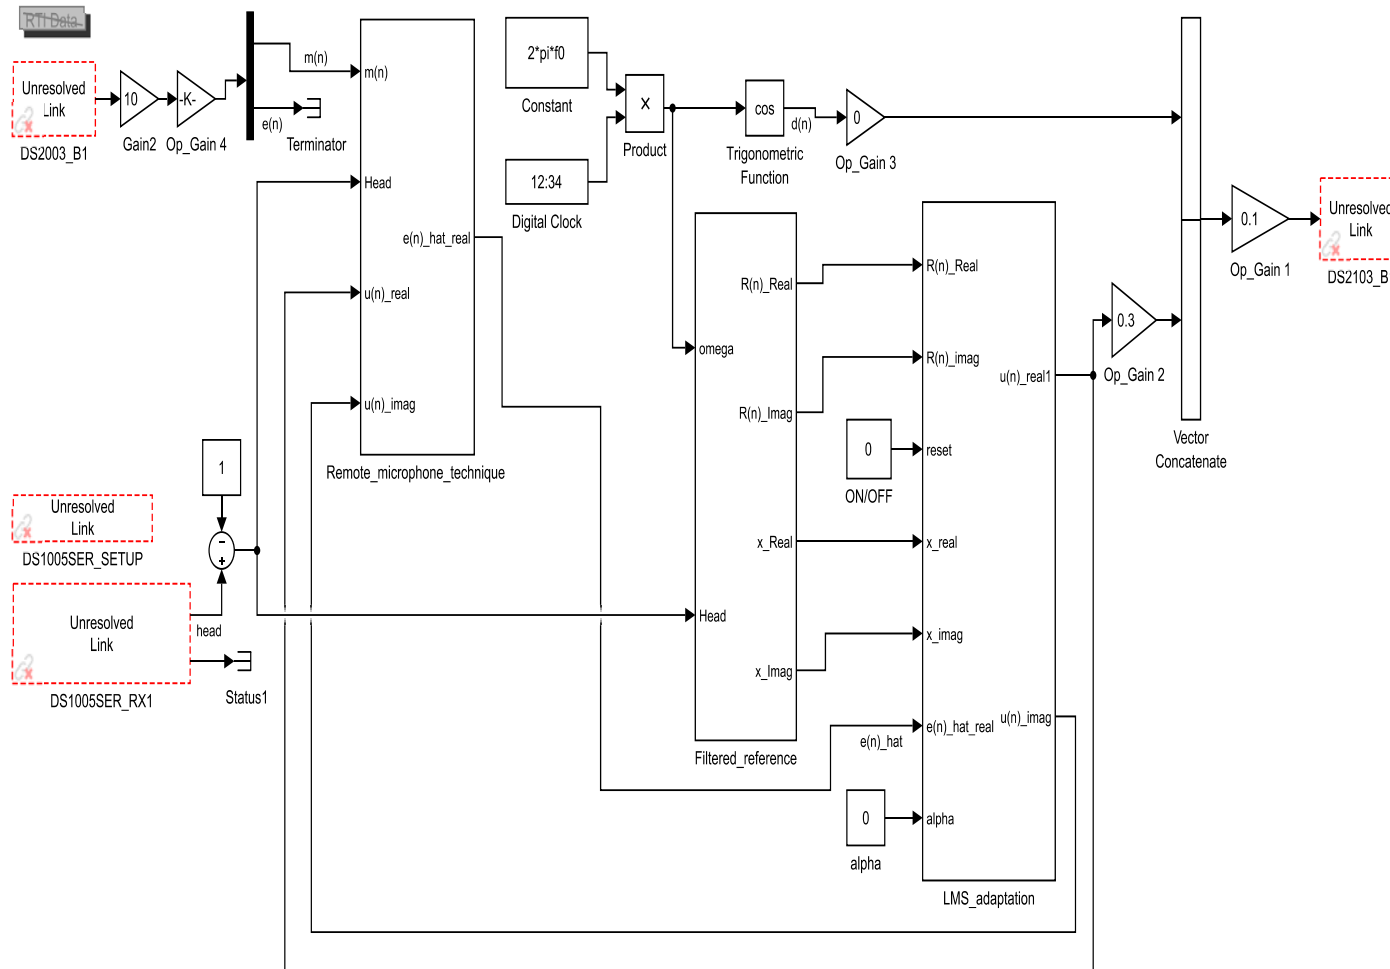 RTI Data
Unresolved
Link
DS2003_B1
10
Gain2
-K-
Op_Gain 4
m(n)
e(n)
Terminator
m(n)
Head
u(n)_real
u(n)_imag
e(n)_hat_real
Remote_microphone_technique
2*pi*f0
Constant
12:34
Digital Clock
X
Product
cos
Trigonometric
Function
d(n)
0
Op_Gain 3
omega
Head
R(n)_Real
R(n)_Imag
x_Real
x_Imag
Filtered_reference
R(n)_Real
R(n)_imag
reset
x_real
x_imag
e(n)_hat_real
alpha
u(n)_real1
u(n)_imag
LMS_adaptation
0
ON/OFF
e(n)_hat
0
alpha
0.3
Op_Gain 2
Vector
Concatenate
0.1
Op_Gain 1
Unresolved
Link
DS2103_B
1
-
+
Unresolved
Link
DS1005SER_SETUP
Unresolved
Link
DS1005SER_RX1
head
Status1